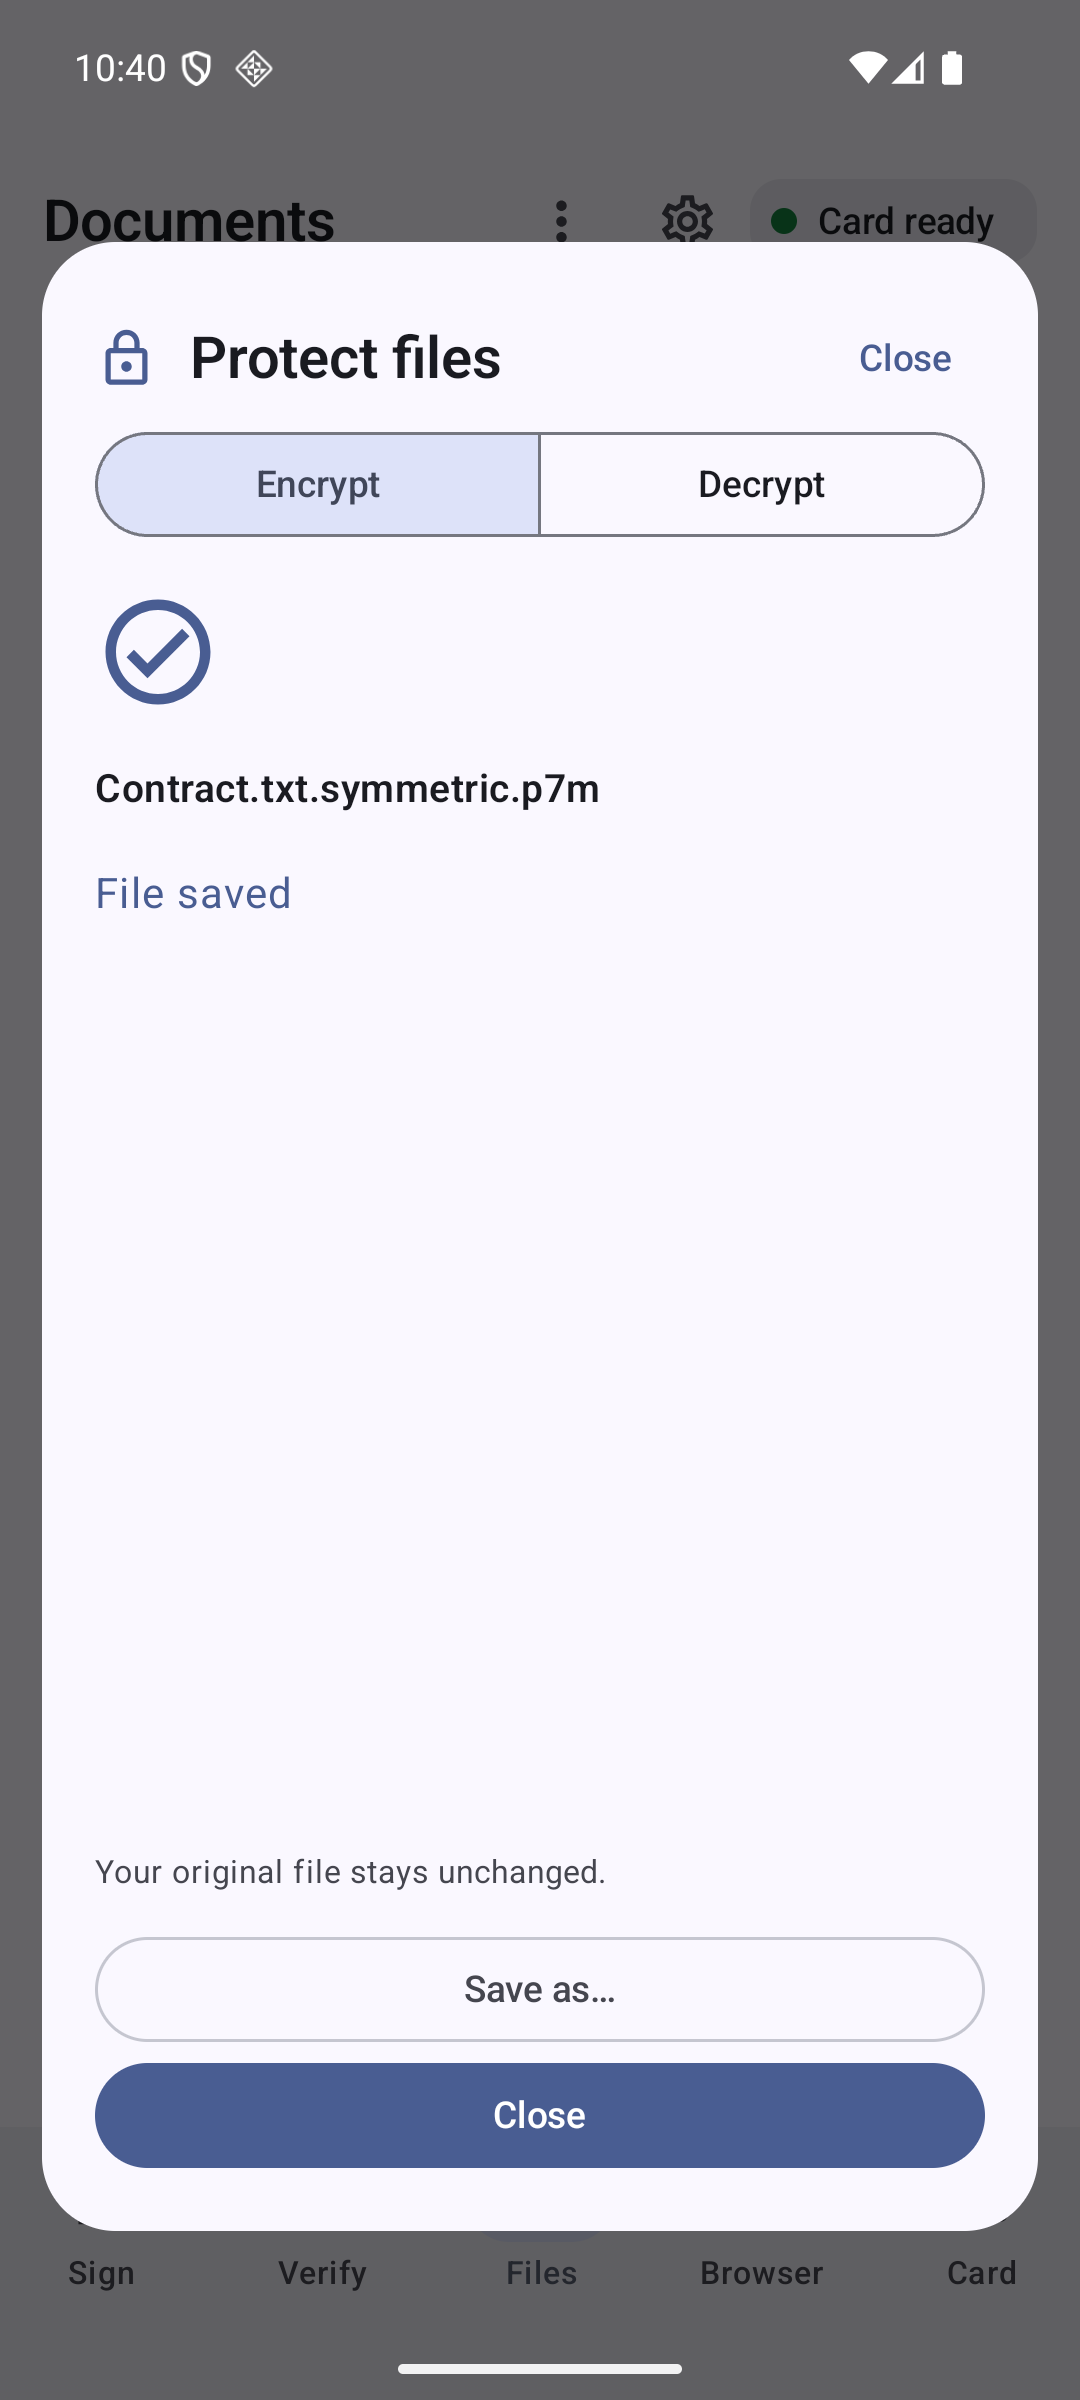 10:40
Documents
Card ready
Protect files
Close
Encrypt
Decrypt
Contract.txt.symmetric.p7m
File saved
Your original file stays unchanged.
Save as...
Close
Sign
Verify
Files
Browser
Card